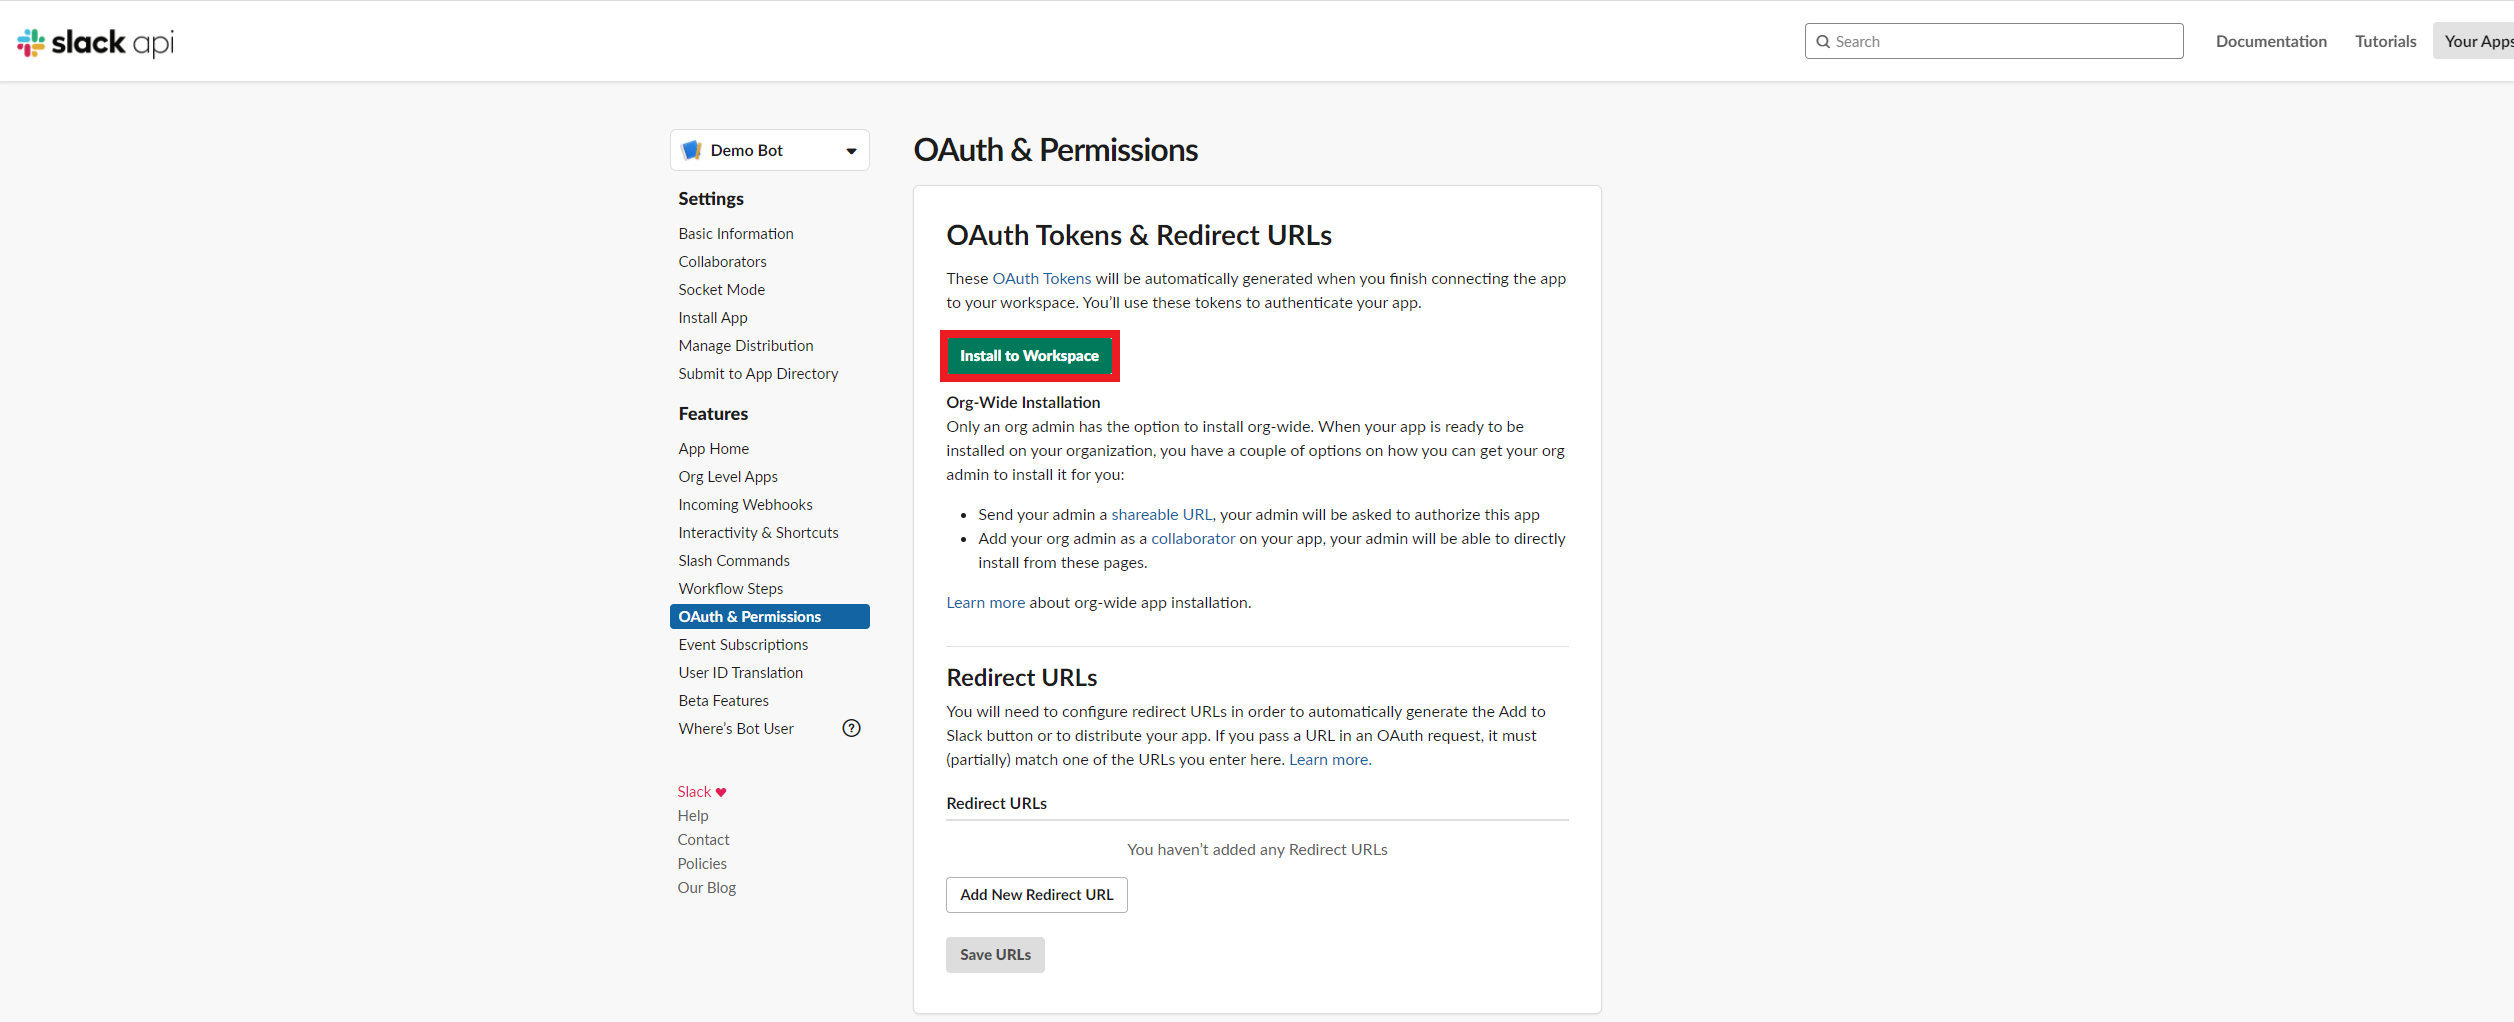 slack api
Search
Documentation
Tutorials
Your Apps
Demo Bot
Settings
Basic Information
Collaborators
Socket Mode
Install App
Manage Distribution
Submit to App Directory
Features
App Home
Org Level Apps
Incoming Webhooks
Interactivity & Shortcuts
Slash Commands
Workflow Steps
OAuth & Permissions
Event Subscriptions
User ID Translation
Beta Features
Where's Bot User
Slack ♥
Help
Contact
Policies
Our Blog
OAuth & Permissions
OAuth Tokens & Redirect URLs
These OAuth Tokens will be automatically generated when you finish connecting the app
to your workspace. You'll use these tokens to authenticate your app.
Install to Workspace
Org-Wide Installation
Only an org admin has the option to install org-wide. When your app is ready to be
installed on your organization, you have a couple of options on how you can get your org
admin to install it for you:
• Send your admin a shareable URL, your admin will be asked to authorize this app
• Add your org admin as a collaborator on your app, your admin will be able to directly
install from these pages.
Learn more about org-wide app installation.
Redirect URLs
You will need to configure redirect URLs in order to automatically generate the Add to
Slack button or to distribute your app. If you pass a URL in an OAuth request, it must
(partially) match one of the URLs you enter here. Learn more.
Redirect URLs
You haven't added any Redirect URLs
Add New Redirect URL
Save URLs